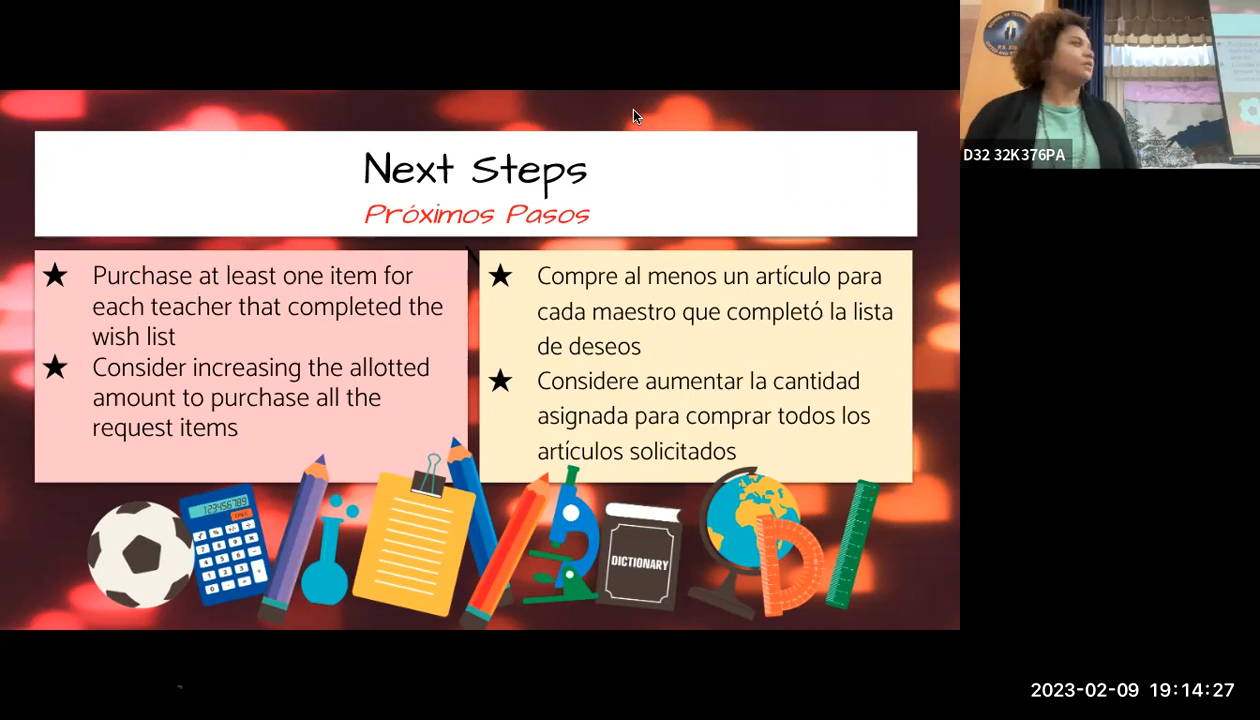 Next Steps
Próximos Pasos
★ Purchase at least one item for
each teacher that completed the
wish list
★ Consider increasing the allotted
amount to purchase all the
request items
★ Compre al menos un artículo para
cada maestro que completó la lista
de deseos
★ Considere aumentar la cantidad
asignada para comprar todos los
artículos solicitados
123456789
DICTIONARY
D32 32K376PA
2023-02-09 19:14:27